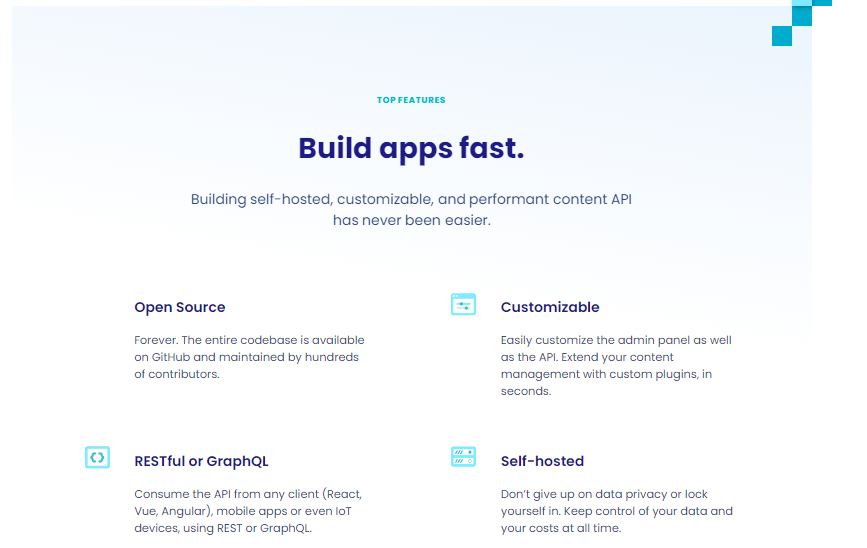 TOP FEATURES
Build apps fast.
Building self-hosted, customizable, and performant content API
has never been easier.
Open Source
Forever. The entire codebase is available
on GitHub and maintained by hundreds
of contributors.
Customizable
Easily customize the admin panel as well
as the API. Extend your content
management with custom plugins, in
seconds.
RESTful or GraphQL
Consume the API from any client (React,
Vue, Angular), mobile apps or even IoT
devices, using REST or GraphQL.
Self-hosted
Don’t give up on data privacy or lock
yourself in. Keep control of your data and
your costs at all time.